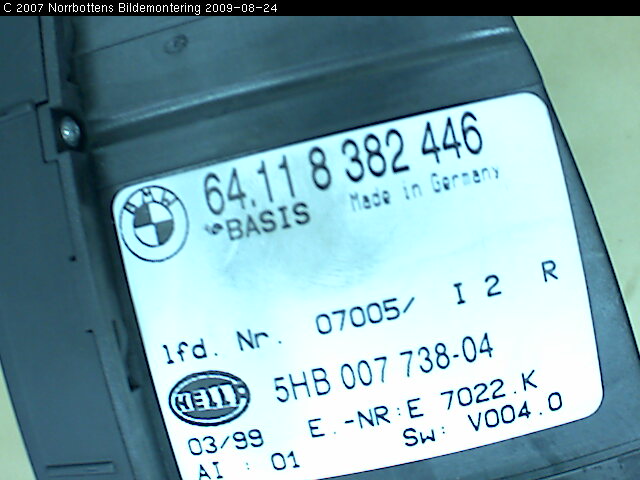 C 2007 Norrbottens Bildemontering 2009-08-24
BMW
64.11 8 382 446
BASIS
Made in Germany
lfd. Nr. 07005/ I 2 R
HELLA
5HB 007 738-04
03/99 E.-NR:E 7022.K
AI : 01 SW: V004.0